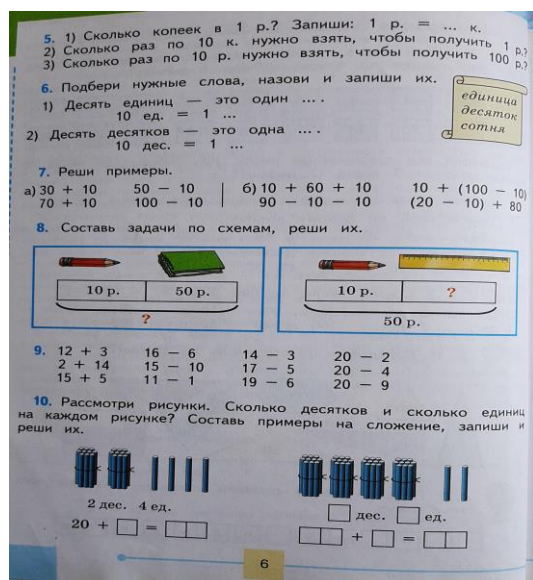 5. 1) Сколько копеек в 1 р.? Запиши: 1 р. = ... к.
2) Сколько раз по 10 к. нужно взять, чтобы получить 1 р.?
3) Сколько раз по 10 р. нужно взять, чтобы получить 100 р.?
6. Подбери нужные слова, назови и запиши их.
1) Десять единиц — это один ... .
10 ед. = 1 ...
2) Десять десятков — это одна ... .
10 дес. = 1 ...
единица
десяток
сотня
7. Реши примеры.
а) 30 + 10 50 − 10 б) 10 + 60 + 10 10 + (100 − 10)
70 + 10 100 − 10 90 − 10 − 10 (20 − 10) + 80
8. Составь задачи по схемам, реши их.
10 р. 50 р.
?
10 р. ?
50 р.
9. 12 + 3 16 − 6 14 − 3 20 − 2
2 + 14 15 − 10 17 − 5 20 − 4
15 + 5 11 − 1 19 − 6 20 − 9
10. Рассмотри рисунки. Сколько десятков и сколько единиц
на каждом рисунке? Составь примеры на сложение, запиши и
реши их.
2 дес. 4 ед.
20 + □ = □□
□ дес. □ ед.
□□ + □ = □□
6